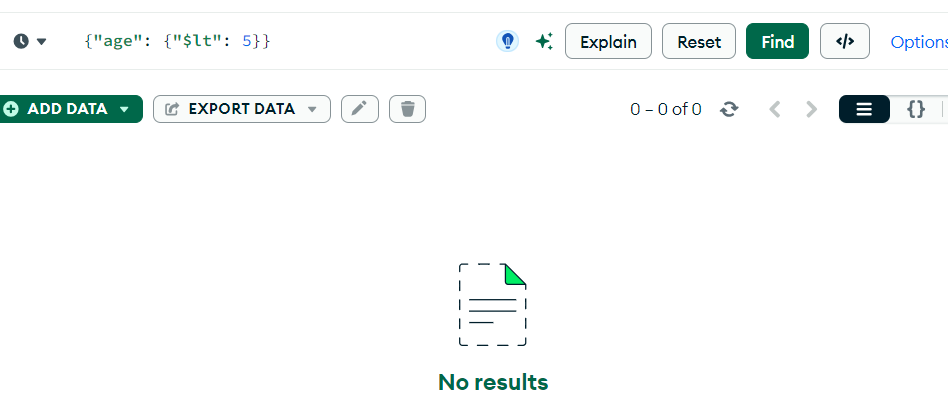 {"age": {"$lt": 5}}
Explain
Reset
Find
</>
Options
ADD DATA
EXPORT DATA
0 – 0 of 0
{}
No results